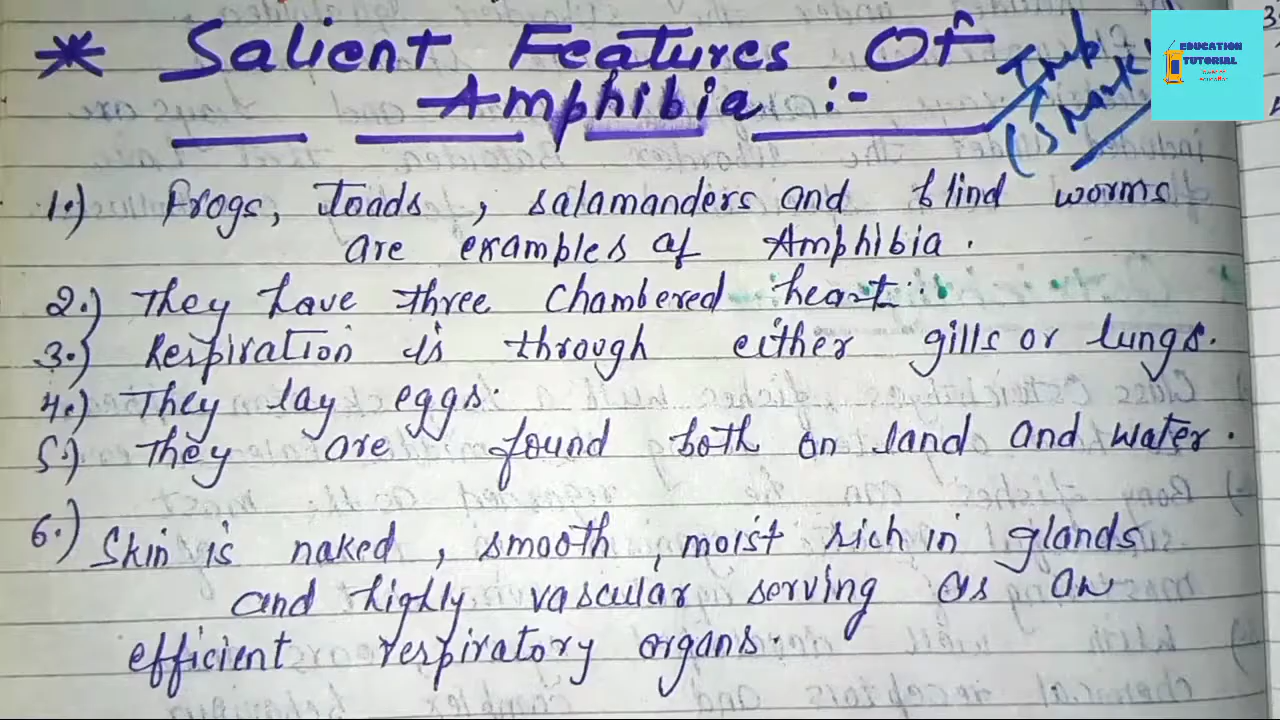 * Salient Features Of
Amphibia :-
Imp
(5 Mark
EDUCATION
TUTORIAL
1.) Frogs, Toads, salamanders and blind worms
are examples of Amphibia.
2.) They have three chambered heart.
3.) Respiration is through either gills or lungs.
4.) They lay eggs.
5.) They are found both on land and water.
6.) Skin is naked, smooth, moist rich in glands
and highly vascular serving as an
efficient respiratory organs.